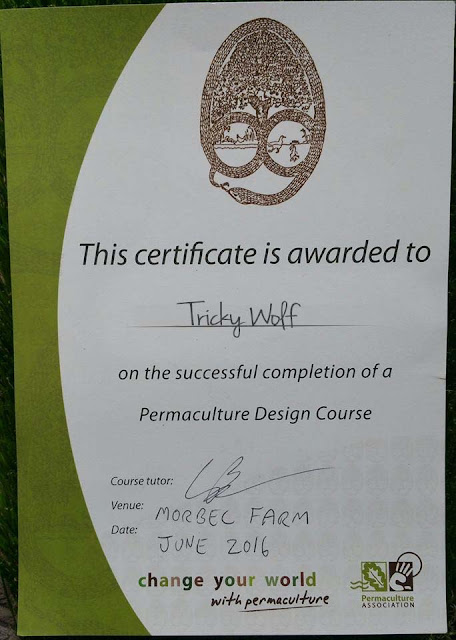 This certificate is awarded to
Tricky Wolf
on the successful completion of a
Permaculture Design Course
Course tutor:
Venue: MORBEC FARM
Date: JUNE 2016
change your world
with permaculture
Permaculture
ASSOCIATION